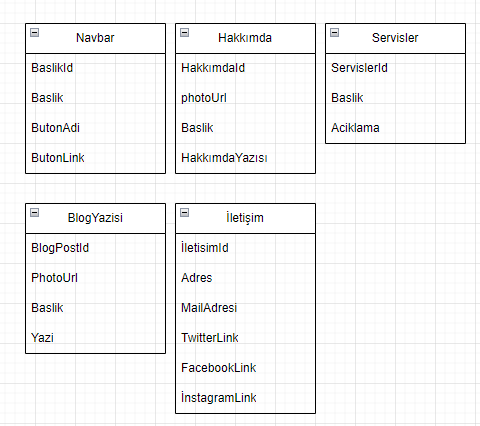 Navbar
BaslikId
Baslik
ButonAdi
ButonLink
Hakkımda
HakkımdaId
photoUrl
Baslik
HakkımdaYazısı
Servisler
ServislerId
Baslik
Aciklama
BlogYazisi
BlogPostId
PhotoUrl
Baslik
Yazi
İletişim
İletisimId
Adres
MailAdresi
TwitterLink
FacebookLink
İnstagramLink